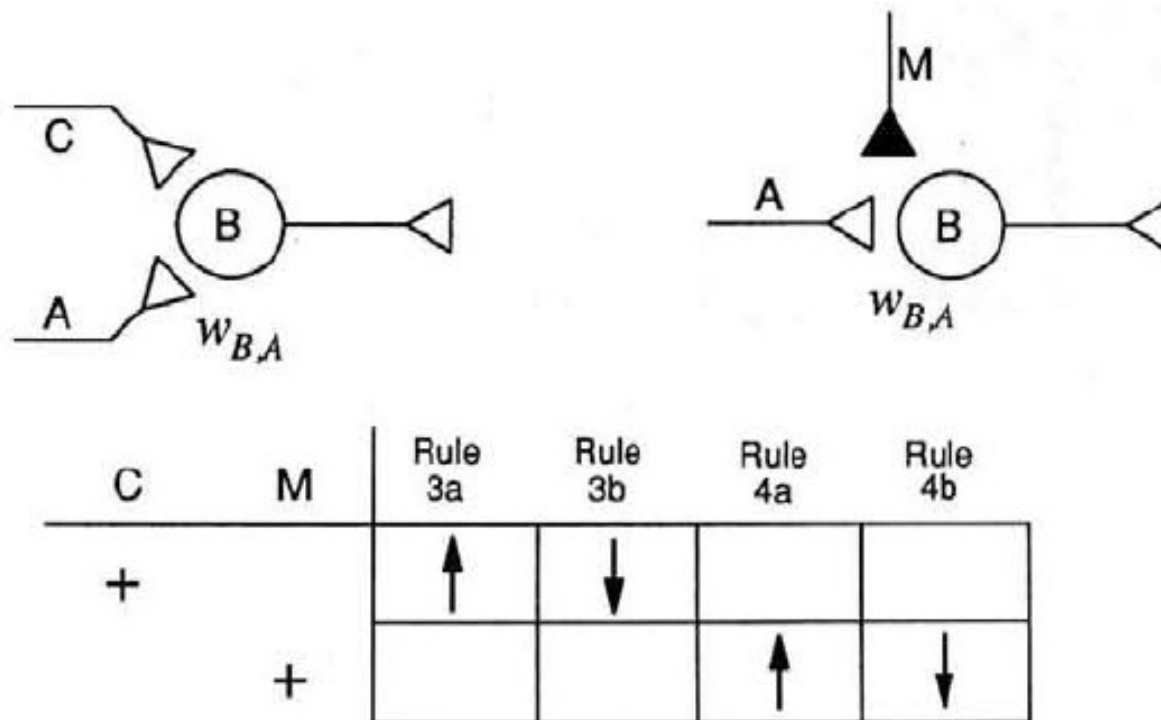 M
C
A
B
B
A
w_{B,A}
w_{B,A}
C M Rule 3a Rule 3b Rule 4a Rule 4b
+ ↑ ↓
+ ↑ ↓